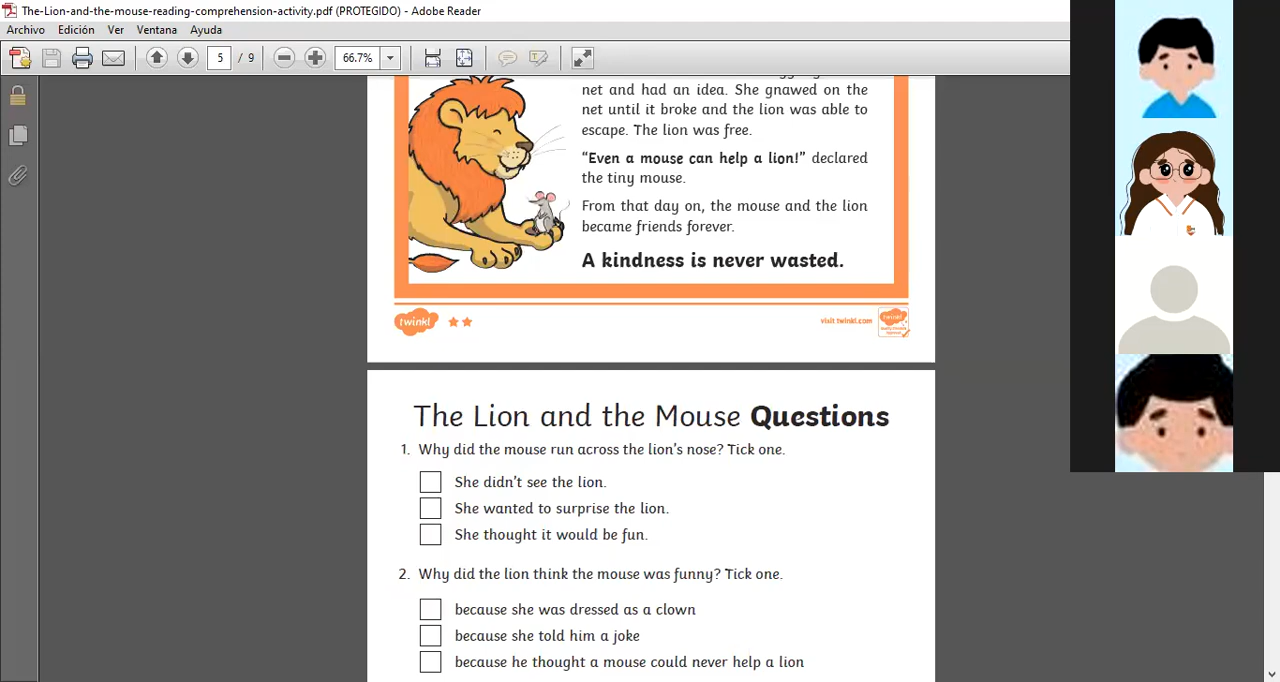 The-Lion-and-the-mouse-reading-comprehension-activity.pdf (PROTEGIDO) - Adobe Reader
Archivo Edición Ver Ventana Ayuda
5 / 9 66.7%
net and had an idea. She gnawed on the
net until it broke and the lion was able to
escape. The lion was free.
“Even a mouse can help a lion!” declared
the tiny mouse.
From that day on, the mouse and the lion
became friends forever.
A kindness is never wasted.
twinkl visit twinkl.com twinkl
The Lion and the Mouse Questions
1. Why did the mouse run across the lion’s nose? Tick one.
She didn’t see the lion.
She wanted to surprise the lion.
She thought it would be fun.
2. Why did the lion think the mouse was funny? Tick one.
because she was dressed as a clown
because she told him a joke
because he thought a mouse could never help a lion